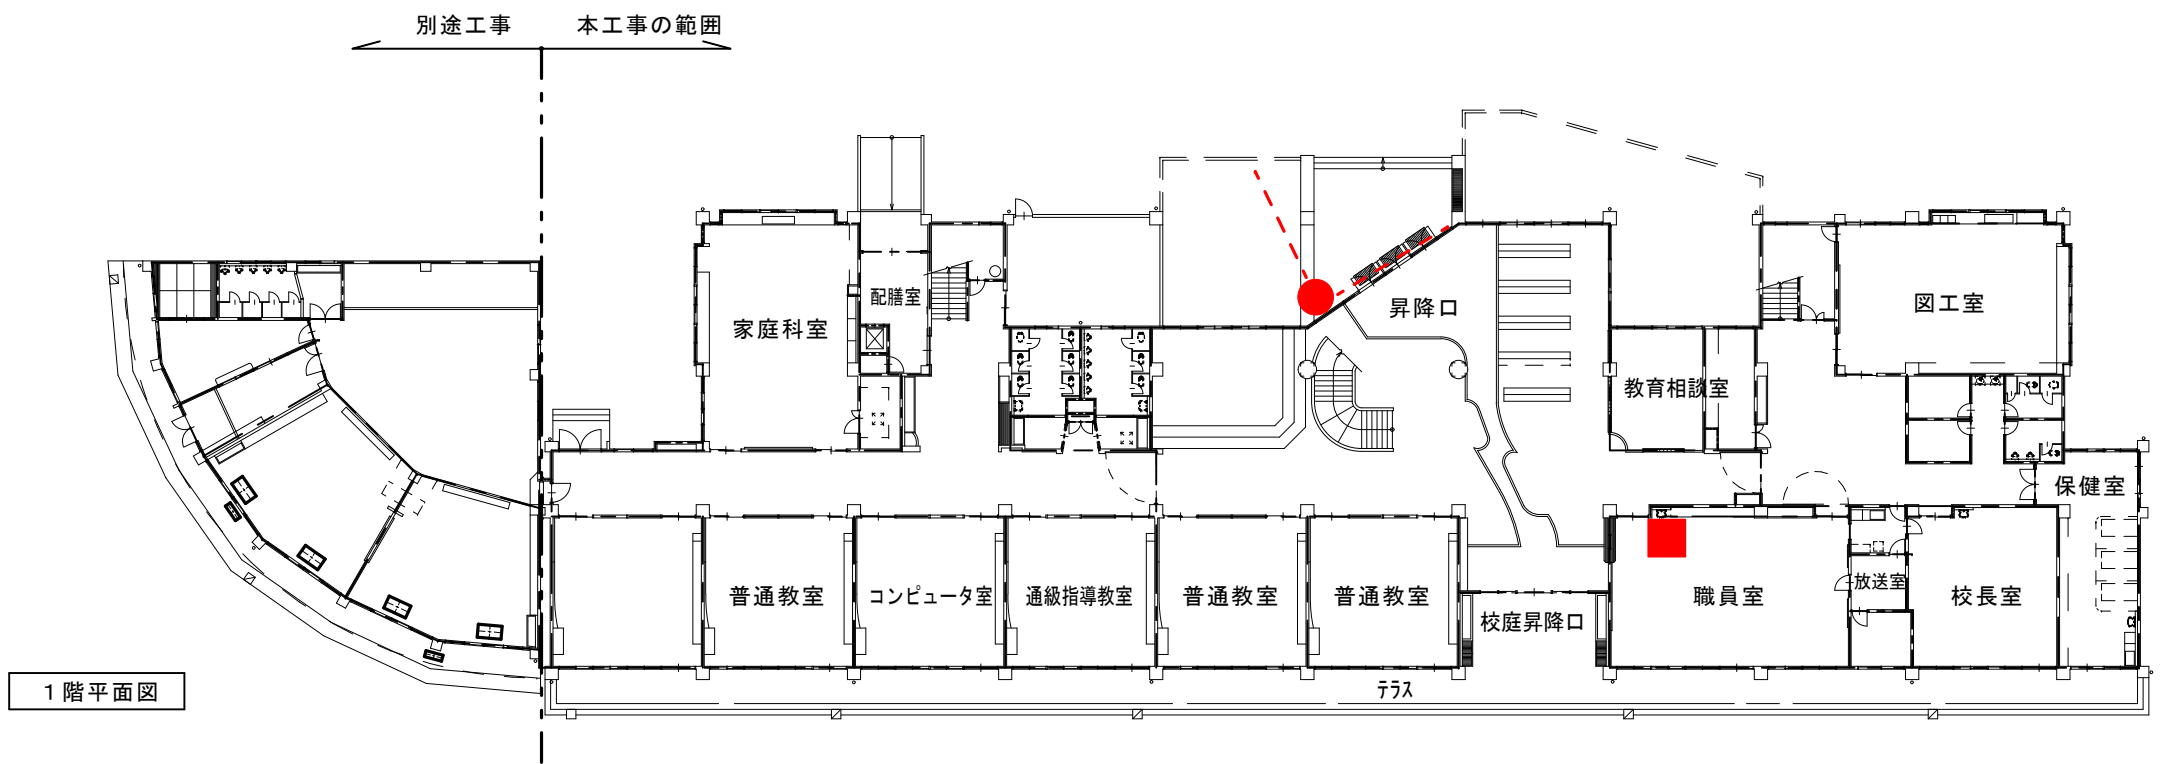 別途工事
本工事の範囲
配膳室
家庭科室
昇降口
図工室
教育相談室
保健室
普通教室
コンピュータ室
通級指導教室
普通教室
普通教室
校庭昇降口
職員室
放送室
校長室
テラス
1階平面図